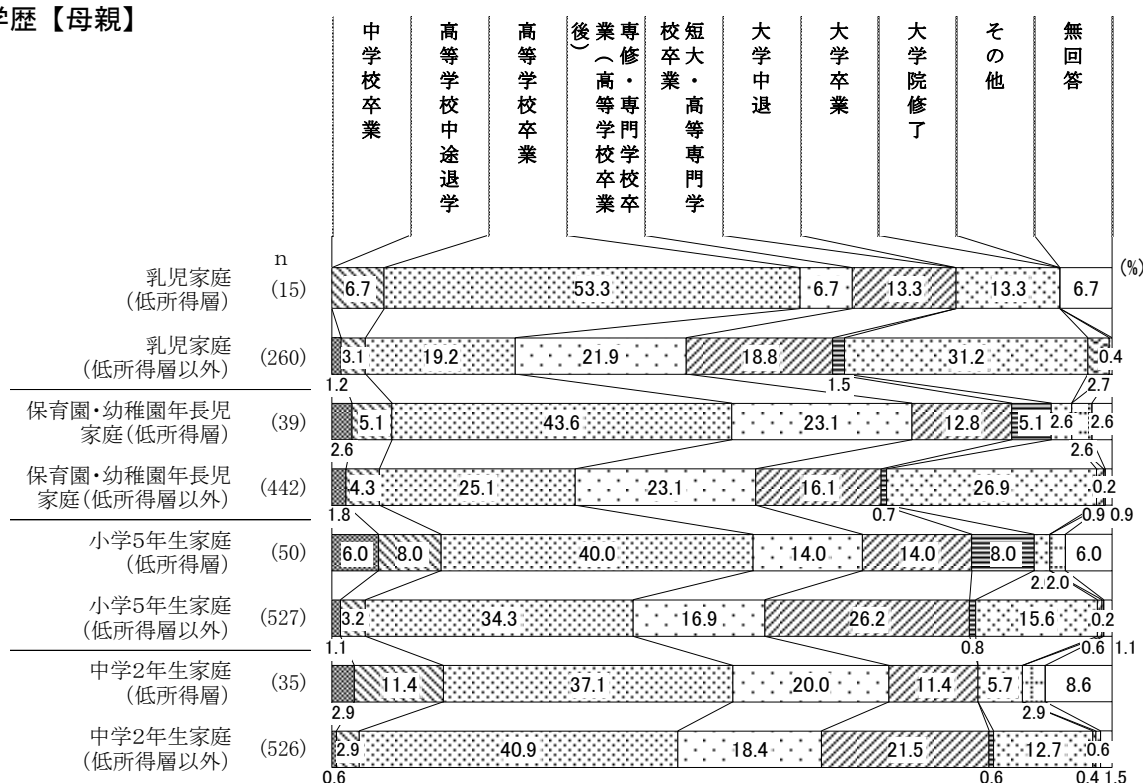 学歴【母親】
中学校卒業
高等学校中途退学
高等学校卒業
専修・専門学校卒
業(高等学校卒業
後)
短大・高等専門学
校卒業
大学中退
大学卒業
大学院修了
その他
無回答
n
(%)
乳児家庭
(低所得層)
(15)
6.7 53.3 6.7 13.3 13.3 6.7
乳児家庭
(低所得層以外)
(260)
3.1 19.2 21.9 18.8 31.2 0.4
1.2 1.5 2.7
保育園・幼稚園年長児
家庭(低所得層)
(39)
5.1 43.6 23.1 12.8 5.1 2.6 2.6
2.6 2.6
保育園・幼稚園年長児
家庭(低所得層以外)
(442)
4.3 25.1 23.1 16.1 26.9 0.2
1.8 0.7 0.9 0.9
小学5年生家庭
(低所得層)
(50)
6.0 8.0 40.0 14.0 14.0 8.0 6.0
2.0
小学5年生家庭
(低所得層以外)
(527)
3.2 34.3 16.9 26.2 15.6 0.2
1.1 0.8 0.6 1.1
中学2年生家庭
(低所得層)
(35)
11.4 37.1 20.0 11.4 5.7 8.6
2.9 2.9
中学2年生家庭
(低所得層以外)
(526)
2.9 40.9 18.4 21.5 12.7 0.6
0.6 0.6 0.4 1.5